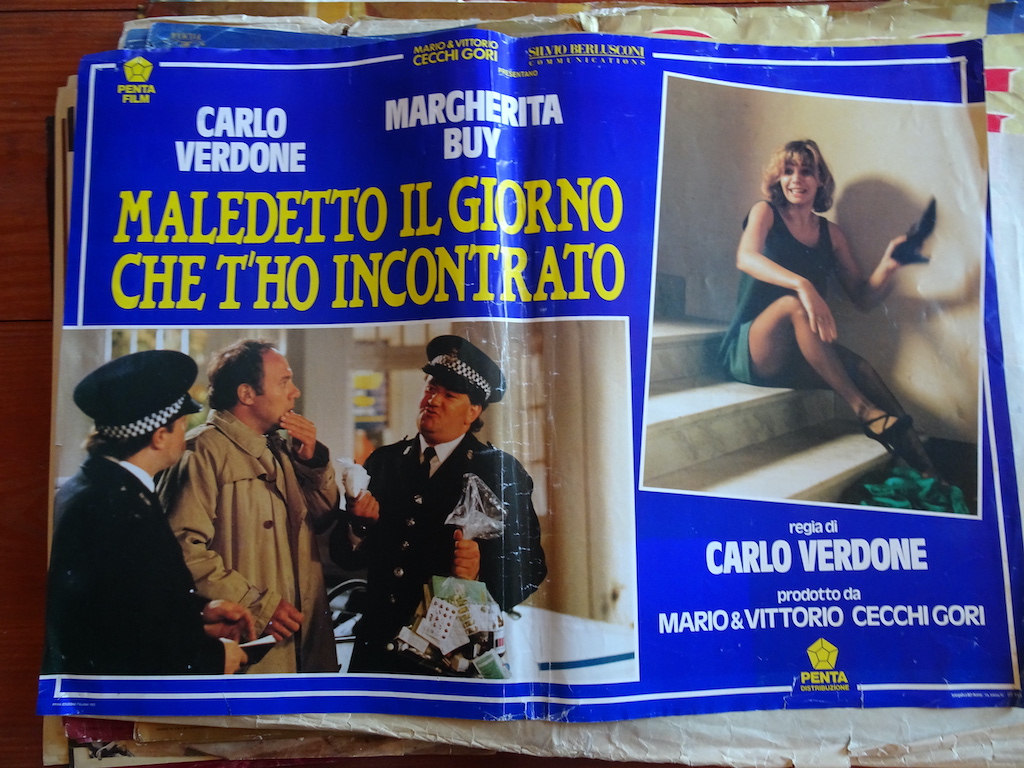 PENTA
FILM
MARIO & VITTORIO
CECCHI GORI
SILVIO BERLUSCONI
COMMUNICATIONS
PRESENTANO
CARLO
VERDONE
MARGHERITA
BUY
MALEDETTO IL GIORNO
CHE T'HO INCONTRATO
regia di
CARLO VERDONE
prodotto da
MARIO & VITTORIO CECCHI GORI
PENTA
DISTRIBUZIONE